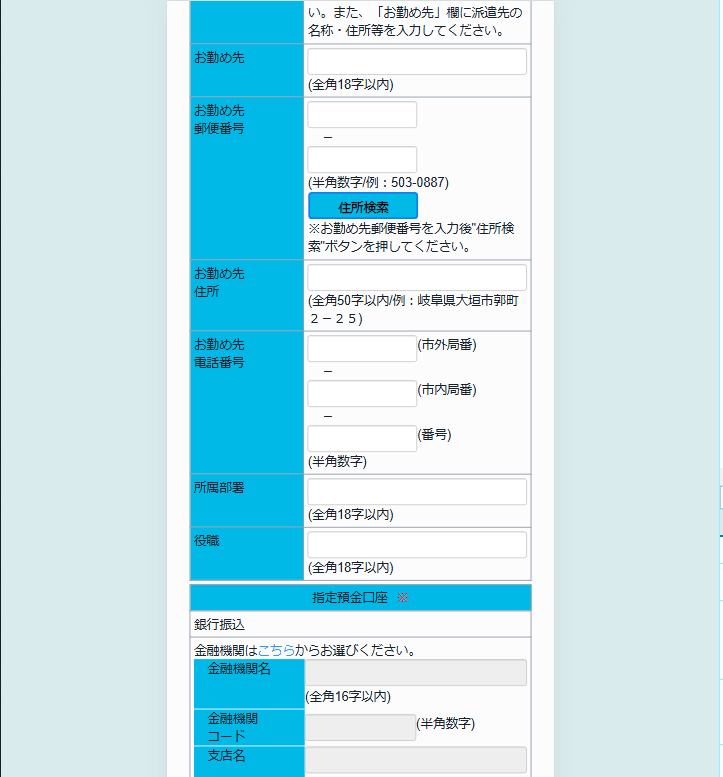 い。また、「お勤め先」欄に派遣先の
名称・住所等を入力してください。
お勤め先
(全角18字以内)
お勤め先
郵便番号
－
(半角数字/例：503-0887)
住所検索
※お勤め先郵便番号を入力後"住所検
索"ボタンを押してください。
お勤め先
住所
(全角50字以内/例：岐阜県大垣市郭町
２－２５)
お勤め先
電話番号
(市外局番)
－
(市内局番)
－
(番号)
(半角数字)
所属部署
(全角18字以内)
役職
(全角18字以内)
指定預金口座 ※
銀行振込
金融機関はこちらからお選びください。
金融機関名
(全角16字以内)
金融機関
コード
(半角数字)
支店名